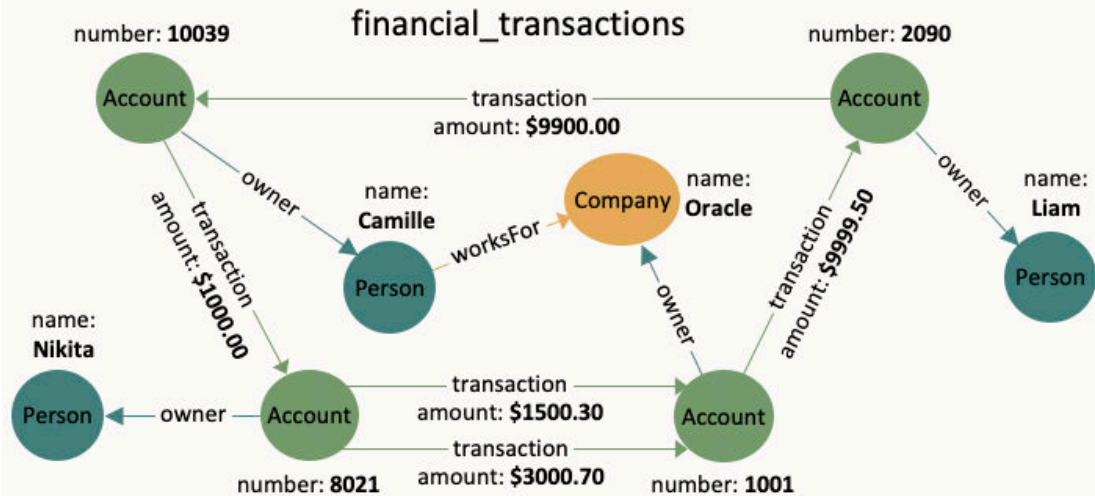 financial_transactions
number: 10039
number: 2090
Account
transaction
Account
amount: $9900.00
owner
name:
Camille
Company
name:
Oracle
owner
name:
Liam
transaction
amount: $1000.00
worksFor
transaction
amount: $9999.50
Person
Person
name:
Nikita
owner
Person
owner
Account
transaction
amount: $1500.30
Account
transaction
amount: $3000.70
number: 8021
number: 1001